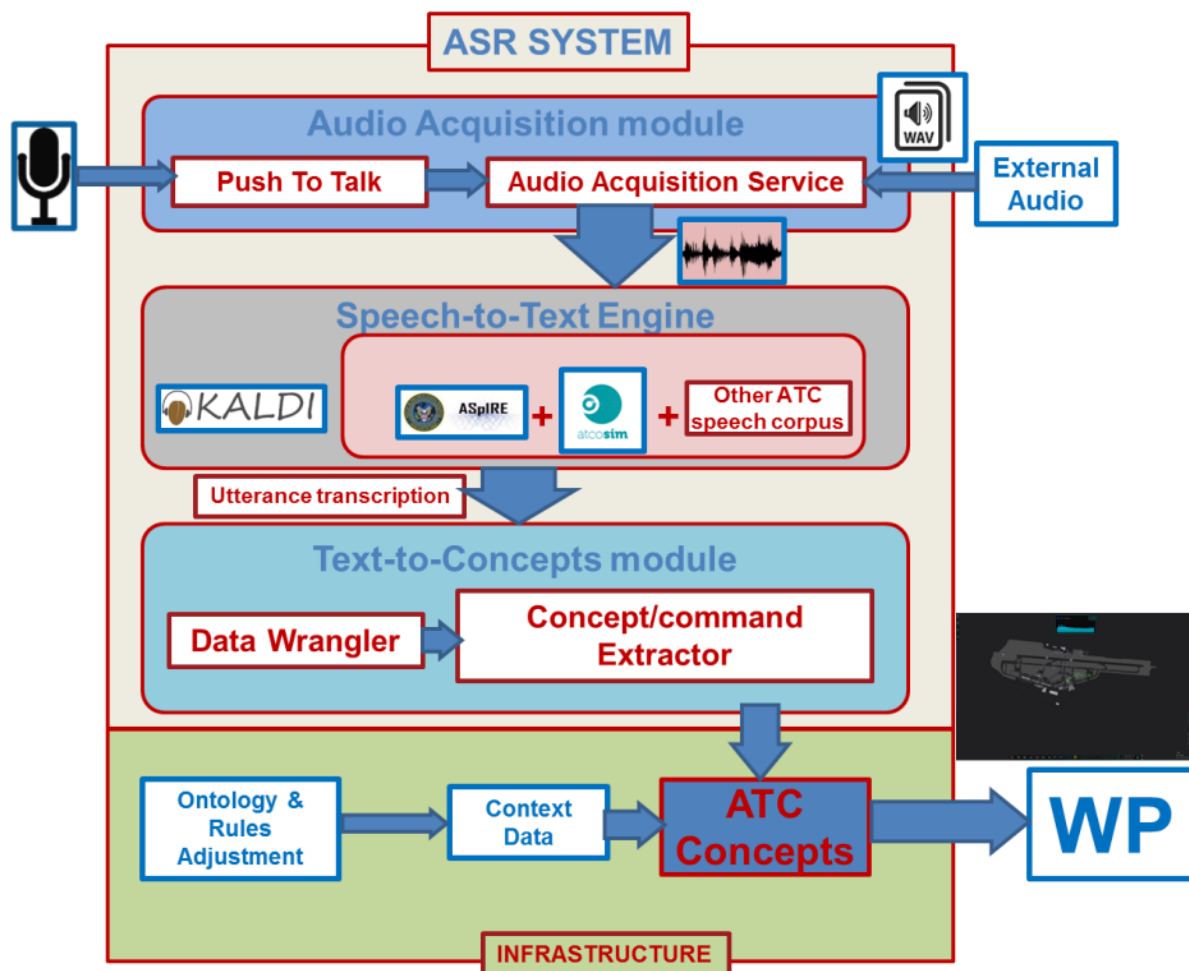 ASR SYSTEM
Audio Acquisition module
WAV
Push To Talk
Audio Acquisition Service
External
Audio
Speech-to-Text Engine
KALDI
ASpIRE
+
atcosim
+
Other ATC
speech corpus
Utterance transcription
Text-to-Concepts module
Data Wrangler
Concept/command
Extractor
Ontology &
Rules
Adjustment
Context
Data
ATC
Concepts
WP
INFRASTRUCTURE